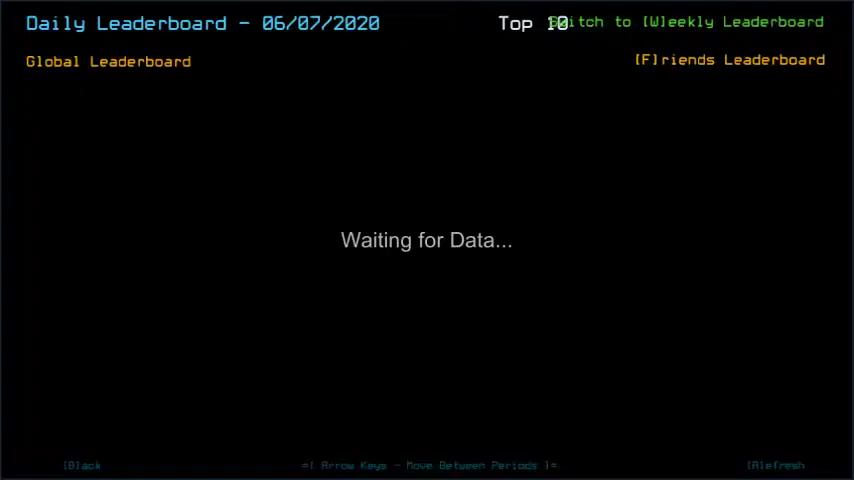 Daily Leaderboard - 06/07/2020 Top 10 Switch to [W]eekly Leaderboard
Global Leaderboard [F]riends Leaderboard
Waiting for Data...
[B]ack =[ Arrow Keys - Move Between Periods ]= [R]efresh